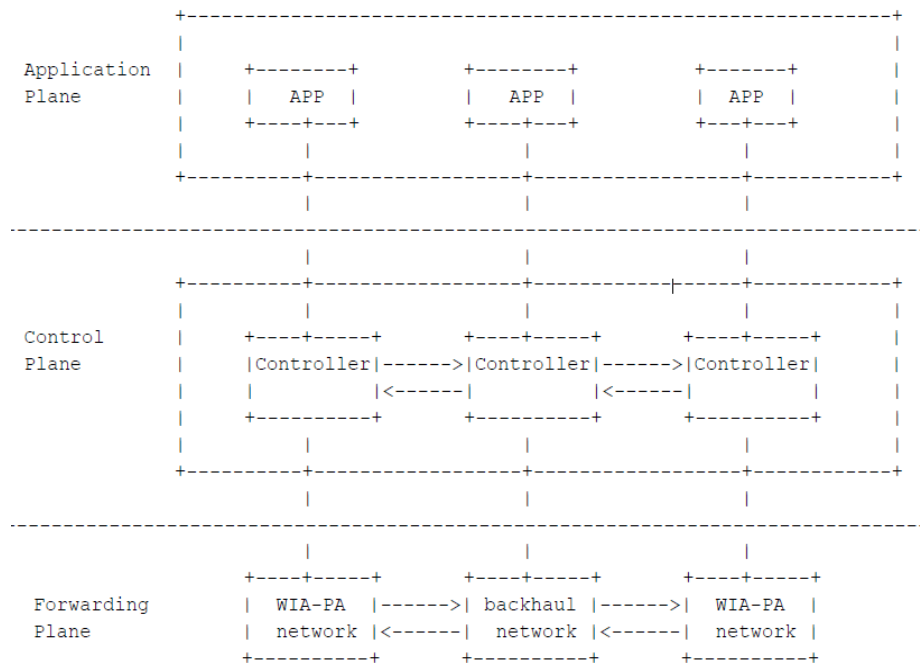 Application
Plane
APP APP APP
Control
Plane
Controller Controller Controller
Forwarding
Plane
WIA-PA backhaul WIA-PA
network network network